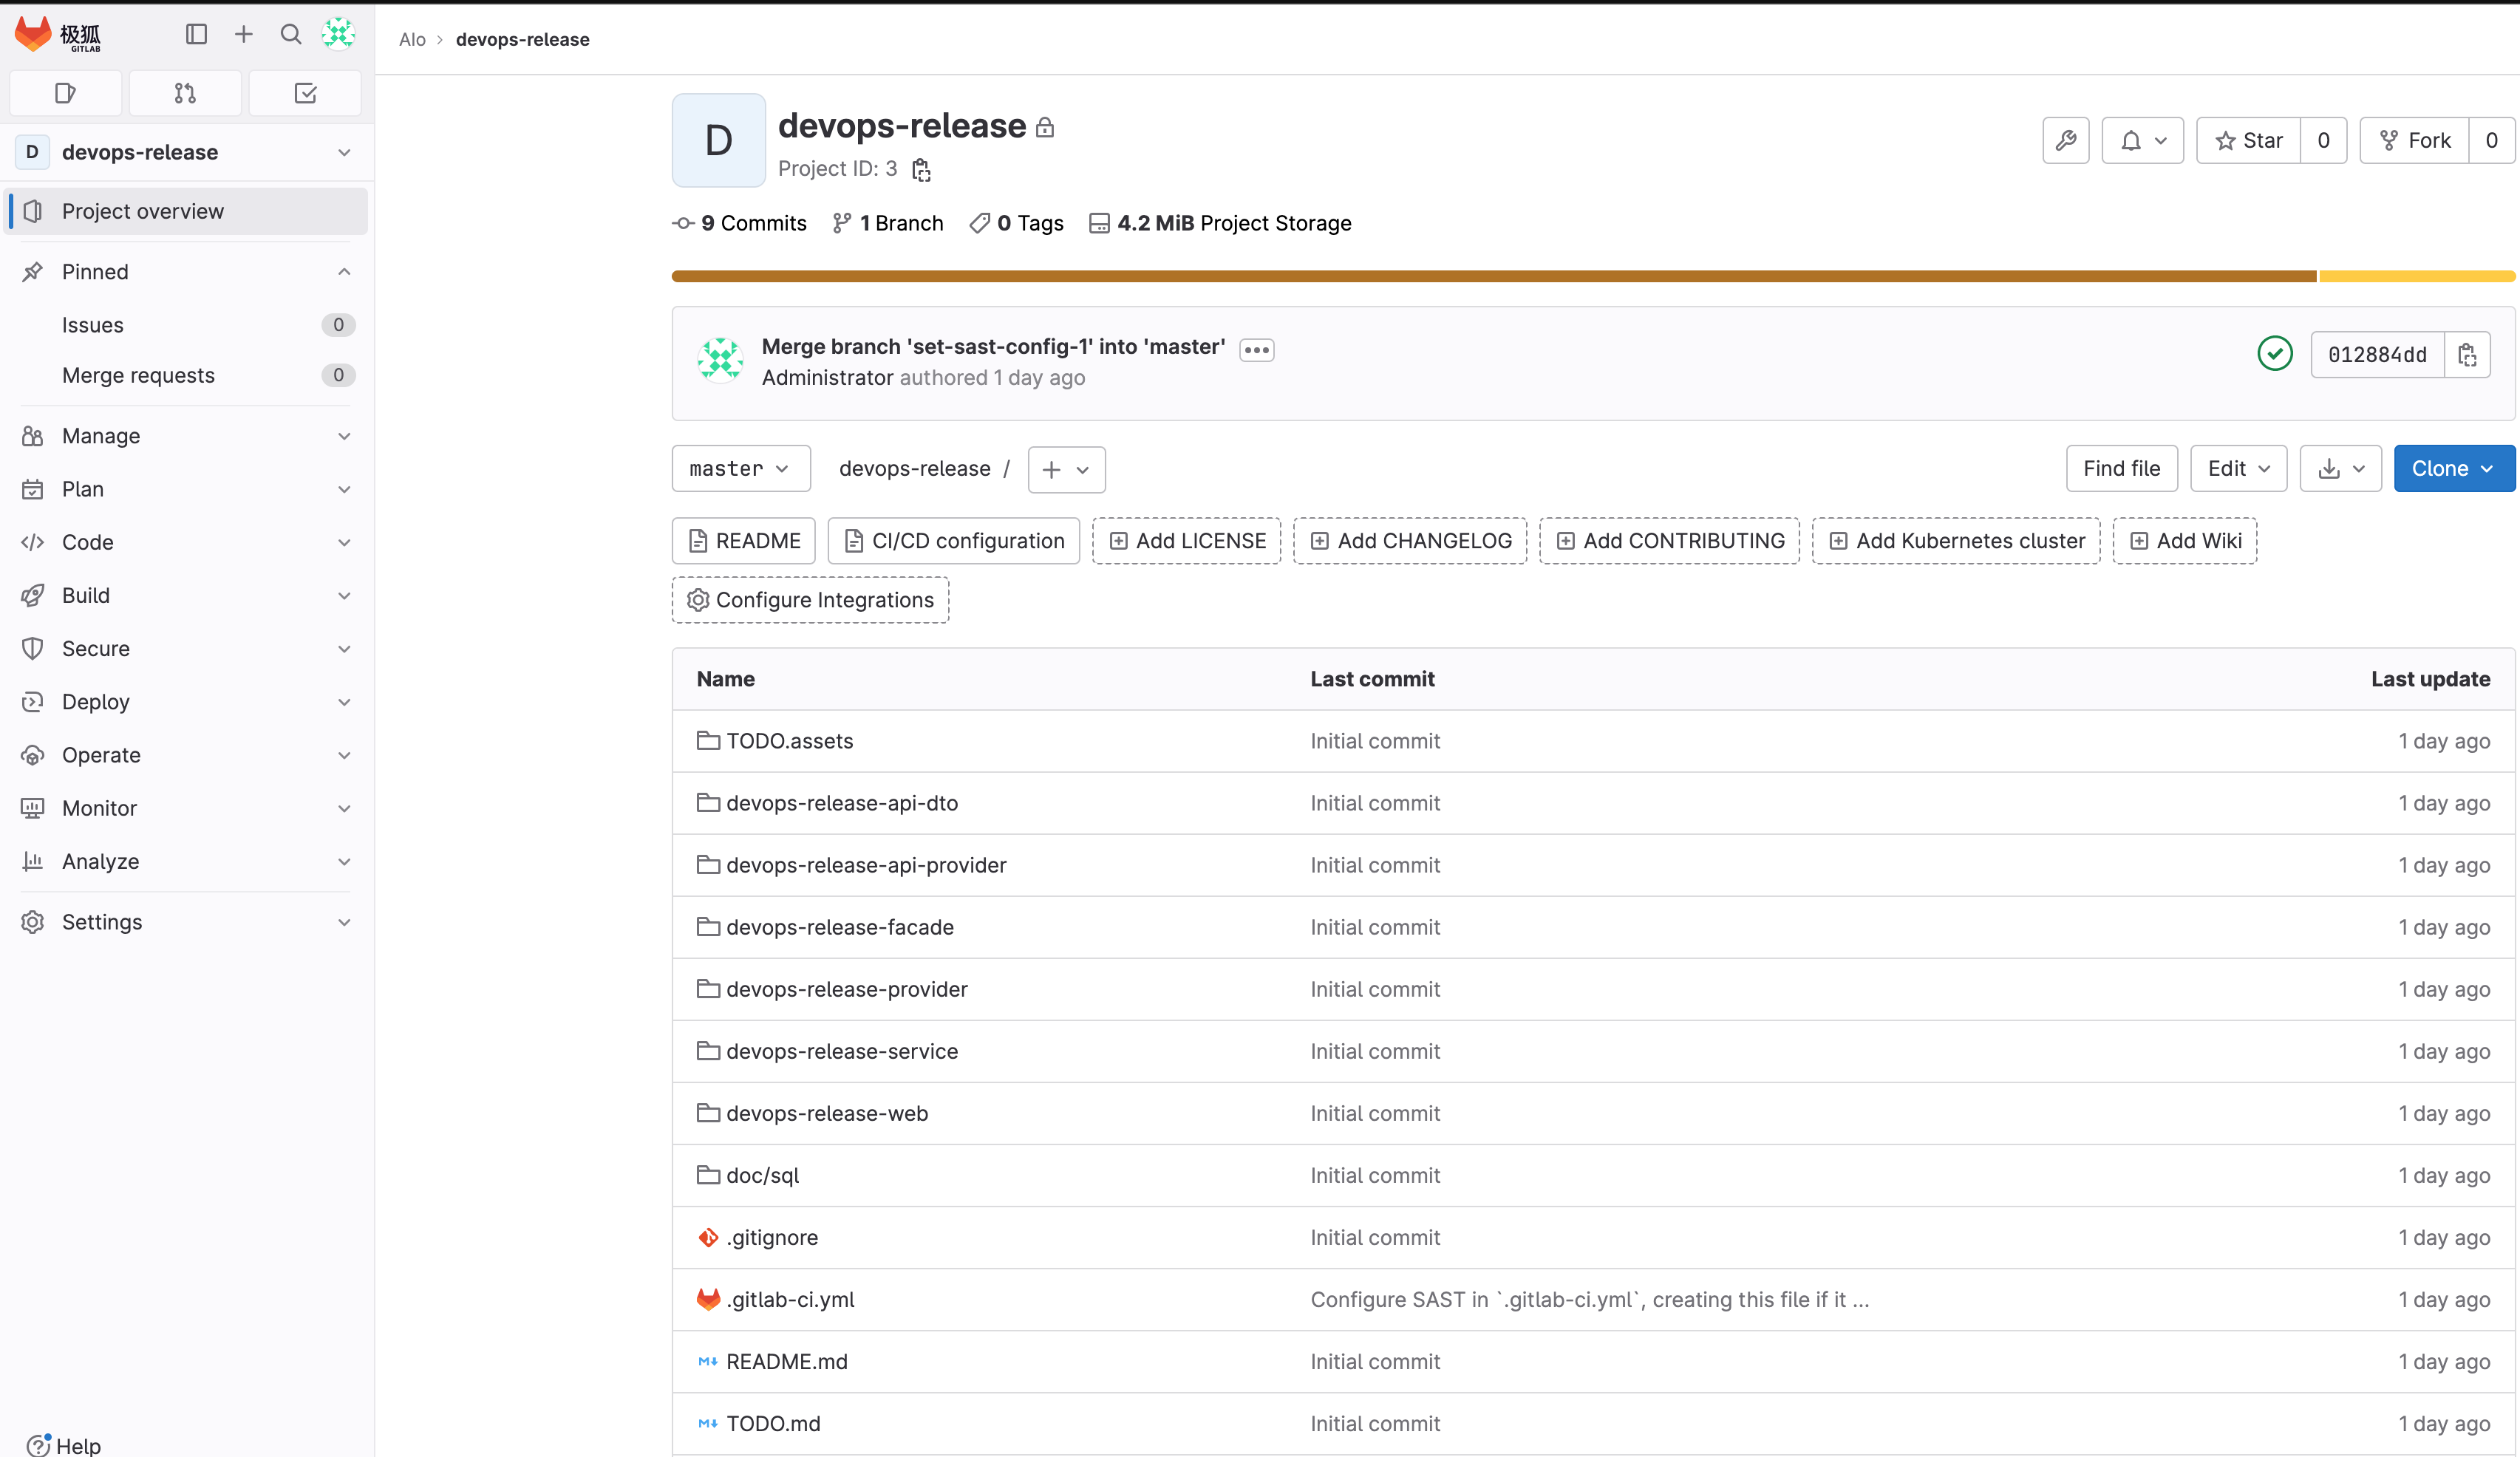 极狐
GITLAB
AIo > devops-release
D devops-release
Project overview
Pinned
Issues 0
Merge requests 0
Manage
Plan
Code
Build
Secure
Deploy
Operate
Monitor
Analyze
Settings
Help
D
devops-release
Project ID: 3
Star 0
Fork 0
9 Commits
1 Branch
0 Tags
4.2 MiB Project Storage
Merge branch 'set-sast-config-1' into 'master'
Administrator authored 1 day ago
012884dd
master
devops-release /
Find file
Edit
Clone
README
CI/CD configuration
Add LICENSE
Add CHANGELOG
Add CONTRIBUTING
Add Kubernetes cluster
Add Wiki
Configure Integrations
Name Last commit Last update
TODO.assets Initial commit 1 day ago
devops-release-api-dto Initial commit 1 day ago
devops-release-api-provider Initial commit 1 day ago
devops-release-facade Initial commit 1 day ago
devops-release-provider Initial commit 1 day ago
devops-release-service Initial commit 1 day ago
devops-release-web Initial commit 1 day ago
doc/sql Initial commit 1 day ago
.gitignore Initial commit 1 day ago
.gitlab-ci.yml Configure SAST in `.gitlab-ci.yml`, creating this file if it ... 1 day ago
README.md Initial commit 1 day ago
TODO.md Initial commit 1 day ago